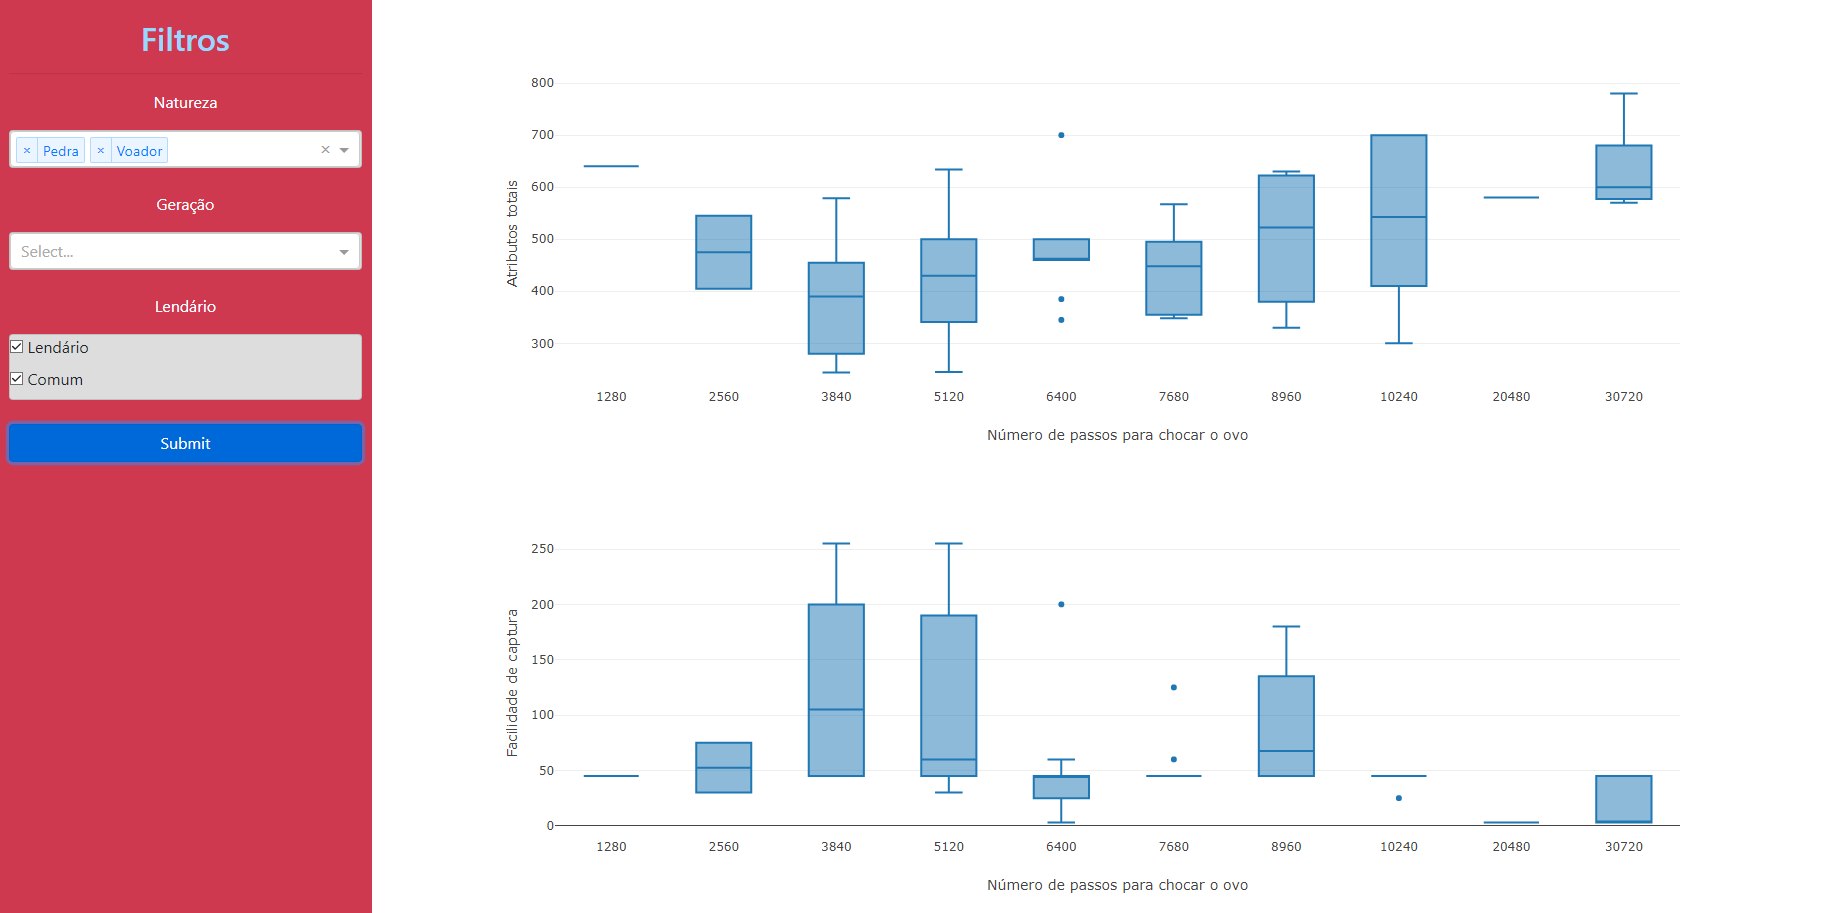 Filtros
Natureza
× Pedra × Voador ×
Geração
Select...
Lendário
Lendário
Comum
Submit
Atributos totais
800
700
600
500
400
300
1280 2560 3840 5120 6400 7680 8960 10240 20480 30720
Número de passos para chocar o ovo
Facilidade de captura
250
200
150
100
50
0
1280 2560 3840 5120 6400 7680 8960 10240 20480 30720
Número de passos para chocar o ovo